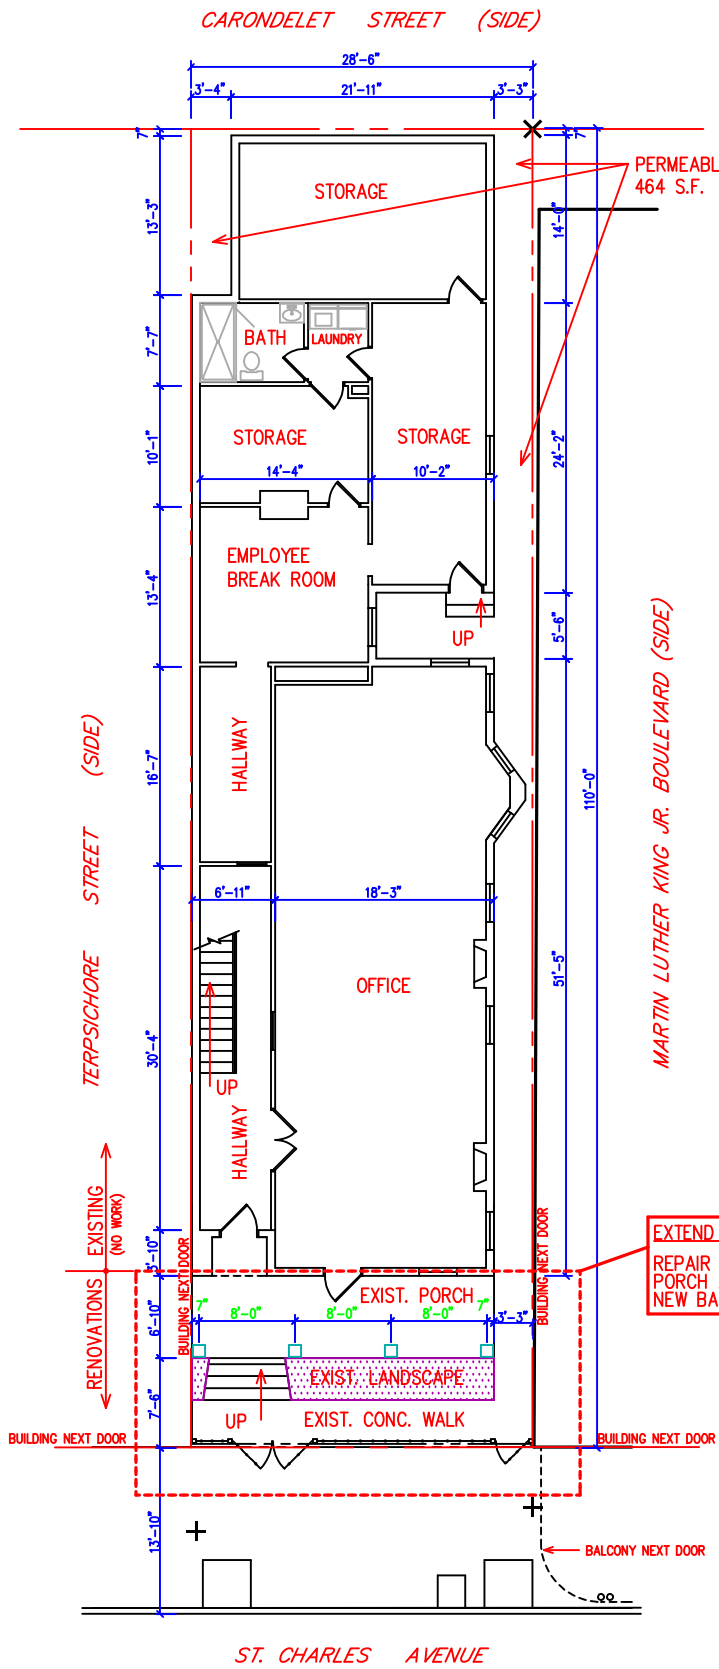 CARONDELET STREET (SIDE)
28'-6"
3'-4" 21'-11" 3'-3"
7" 7"
STORAGE
464 S.F.
13'-3"
14'-0"
BATH
LAUNDRY
7'-7"
STORAGE
STORAGE
10'-1"
24'-2"
14'-4" 10'-2"
EMPLOYEE
BREAK ROOM
13'-4"
5'-6"
UP
TERPSICHORE STREET (SIDE)
MARTIN LUTHER KING JR. BOULEVARD (SIDE)
HALLWAY
16'-7"
110'-0"
6'-11" 18'-3"
OFFICE
51'-5"
30'-4"
UP
HALLWAY
EXISTING
(NO WORK)
RENOVATIONS
BUILDING NEXT DOOR
BUILDING NEXT DOOR
EXTEND
REPAIR
PORCH
NEW BA
3'-10"
EXIST. PORCH
7" 8'-0" 8'-0" 8'-0" 7"
3'-3"
6'-10"
EXIST. LANDSCAPE
7'-6"
UP
EXIST. CONC. WALK
BUILDING NEXT DOOR
BUILDING NEXT DOOR
13'-10"
BALCONY NEXT DOOR
ST. CHARLES AVENUE